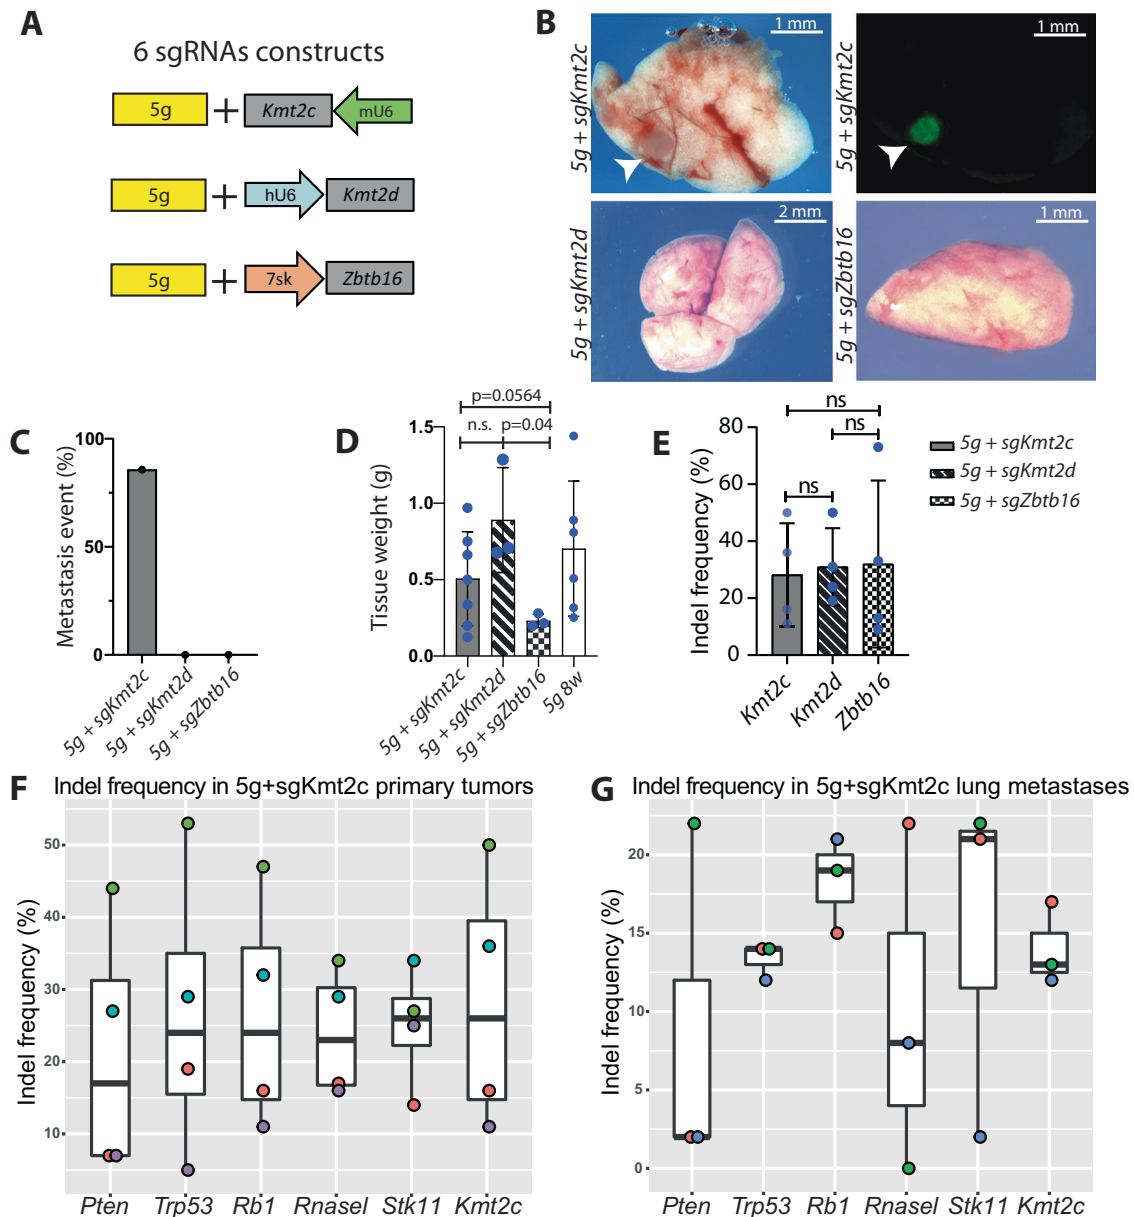 A
6 sgRNAs constructs
5g + Kmt2c mU6
5g + hU6 Kmt2d
5g + 7sk Zbtb16
B
5g + sgKmt2c
1 mm
5g + sgKmt2c
1 mm
5g + sgKmt2d
2 mm
5g + sgZbtb16
1 mm
C
Metastasis event (%)
100
50
0
5g + sgKmt2c
5g + sgKmt2d
5g + sgZbtb16
D
p=0.0564
n.s. p=0.04
Tissue weight (g)
1.5
1.0
0.5
0.0
5g + sgKmt2c
5g + sgKmt2d
5g + sgZbtb16
5g 8w
E
ns
ns
ns
Indel frequency (%)
80
60
40
20
0
Kmt2c
Kmt2d
Zbtb16
5g + sgKmt2c
5g + sgKmt2d
5g + sgZbtb16
F
Indel frequency in 5g+sgKmt2c primary tumors
Indel frequency (%)
50
40
30
20
10
Pten Trp53 Rb1 Rnasel Stk11 Kmt2c
G
Indel frequency in 5g+sgKmt2c lung metastases
Indel frequency (%)
20
15
10
5
0
Pten Trp53 Rb1 Rnasel Stk11 Kmt2c